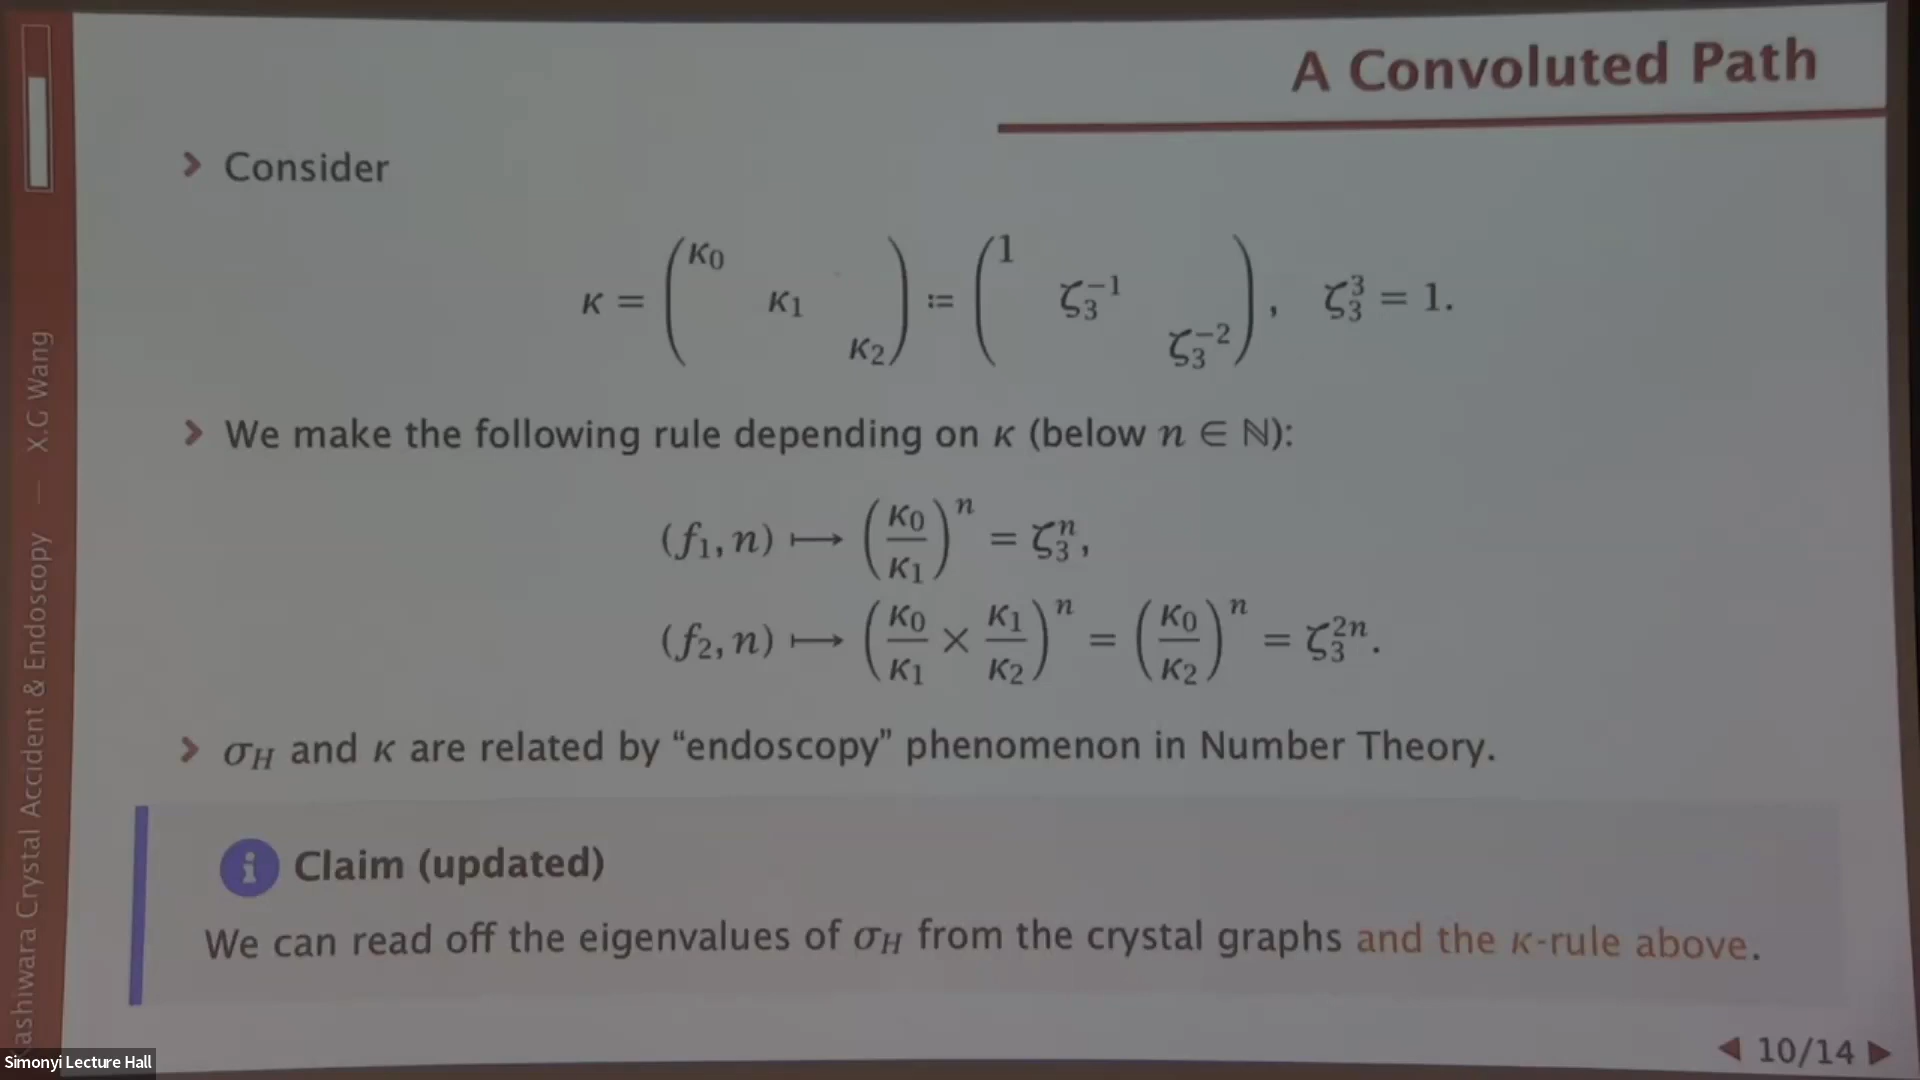 A Convoluted Path
Consider
κ = (κ0 κ1 κ2) := (1 ζ3^{-1} ζ3^{-2}), ζ3^3 = 1.
We make the following rule depending on κ (below n ∈ ℕ):
(f1, n) ⟼ (κ0/κ1)^n = ζ3^n,
(f2, n) ⟼ (κ0/κ1 × κ1/κ2)^n = (κ0/κ2)^n = ζ3^{2n}.
σH and κ are related by “endoscopy” phenomenon in Number Theory.
Claim (updated)
We can read off the eigenvalues of σH from the crystal graphs and the κ-rule above.
◀ 10/14 ▶
ashiwara Crystal Accident & Endoscopy — X.G Wang
Simonyi Lecture Hall